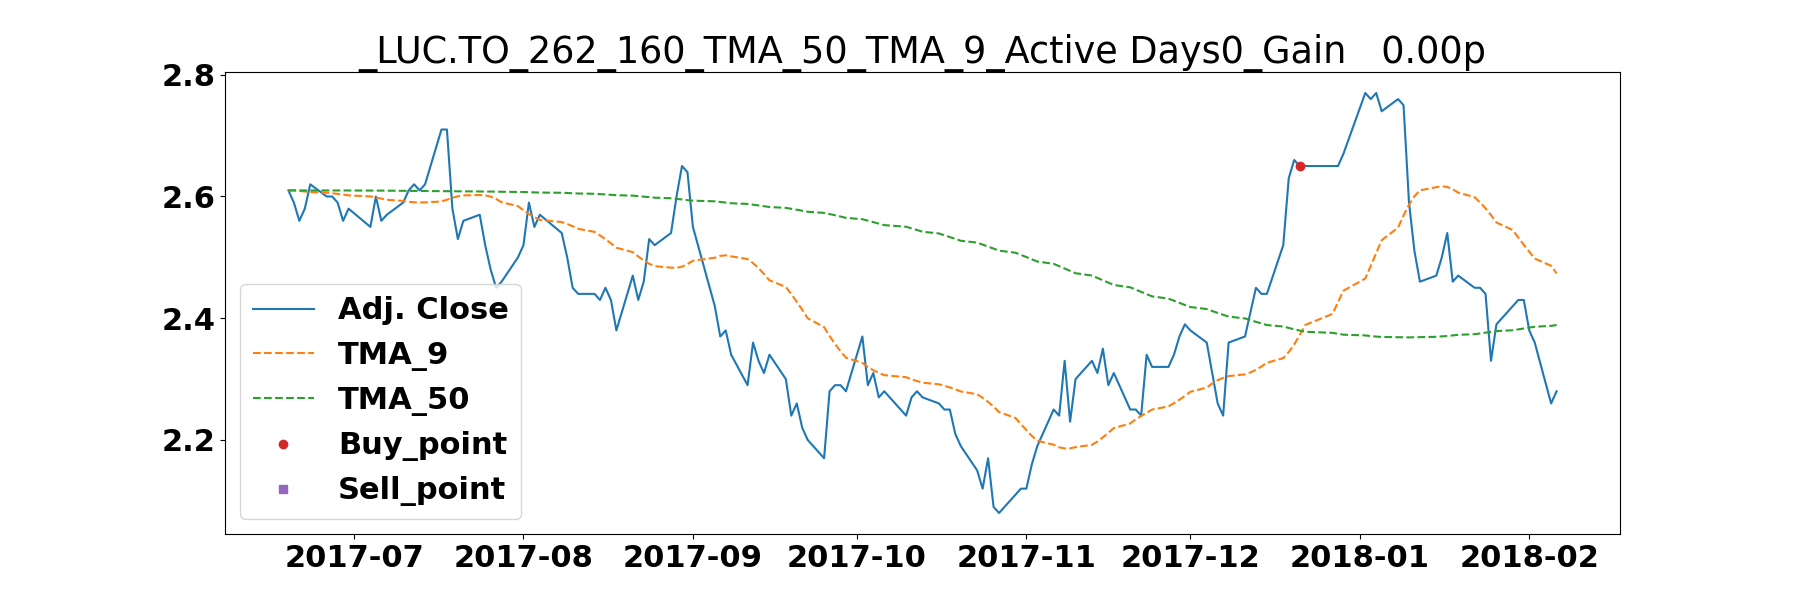 _LUC.TO_262_160_TMA_50_TMA_9_Active Days0_Gain   0.00p
2.8
2.6
2.4
2.2
Adj. Close
TMA_9
TMA_50
Buy_point
Sell_point
2017-07 2017-08 2017-09 2017-10 2017-11 2017-12 2018-01 2018-02